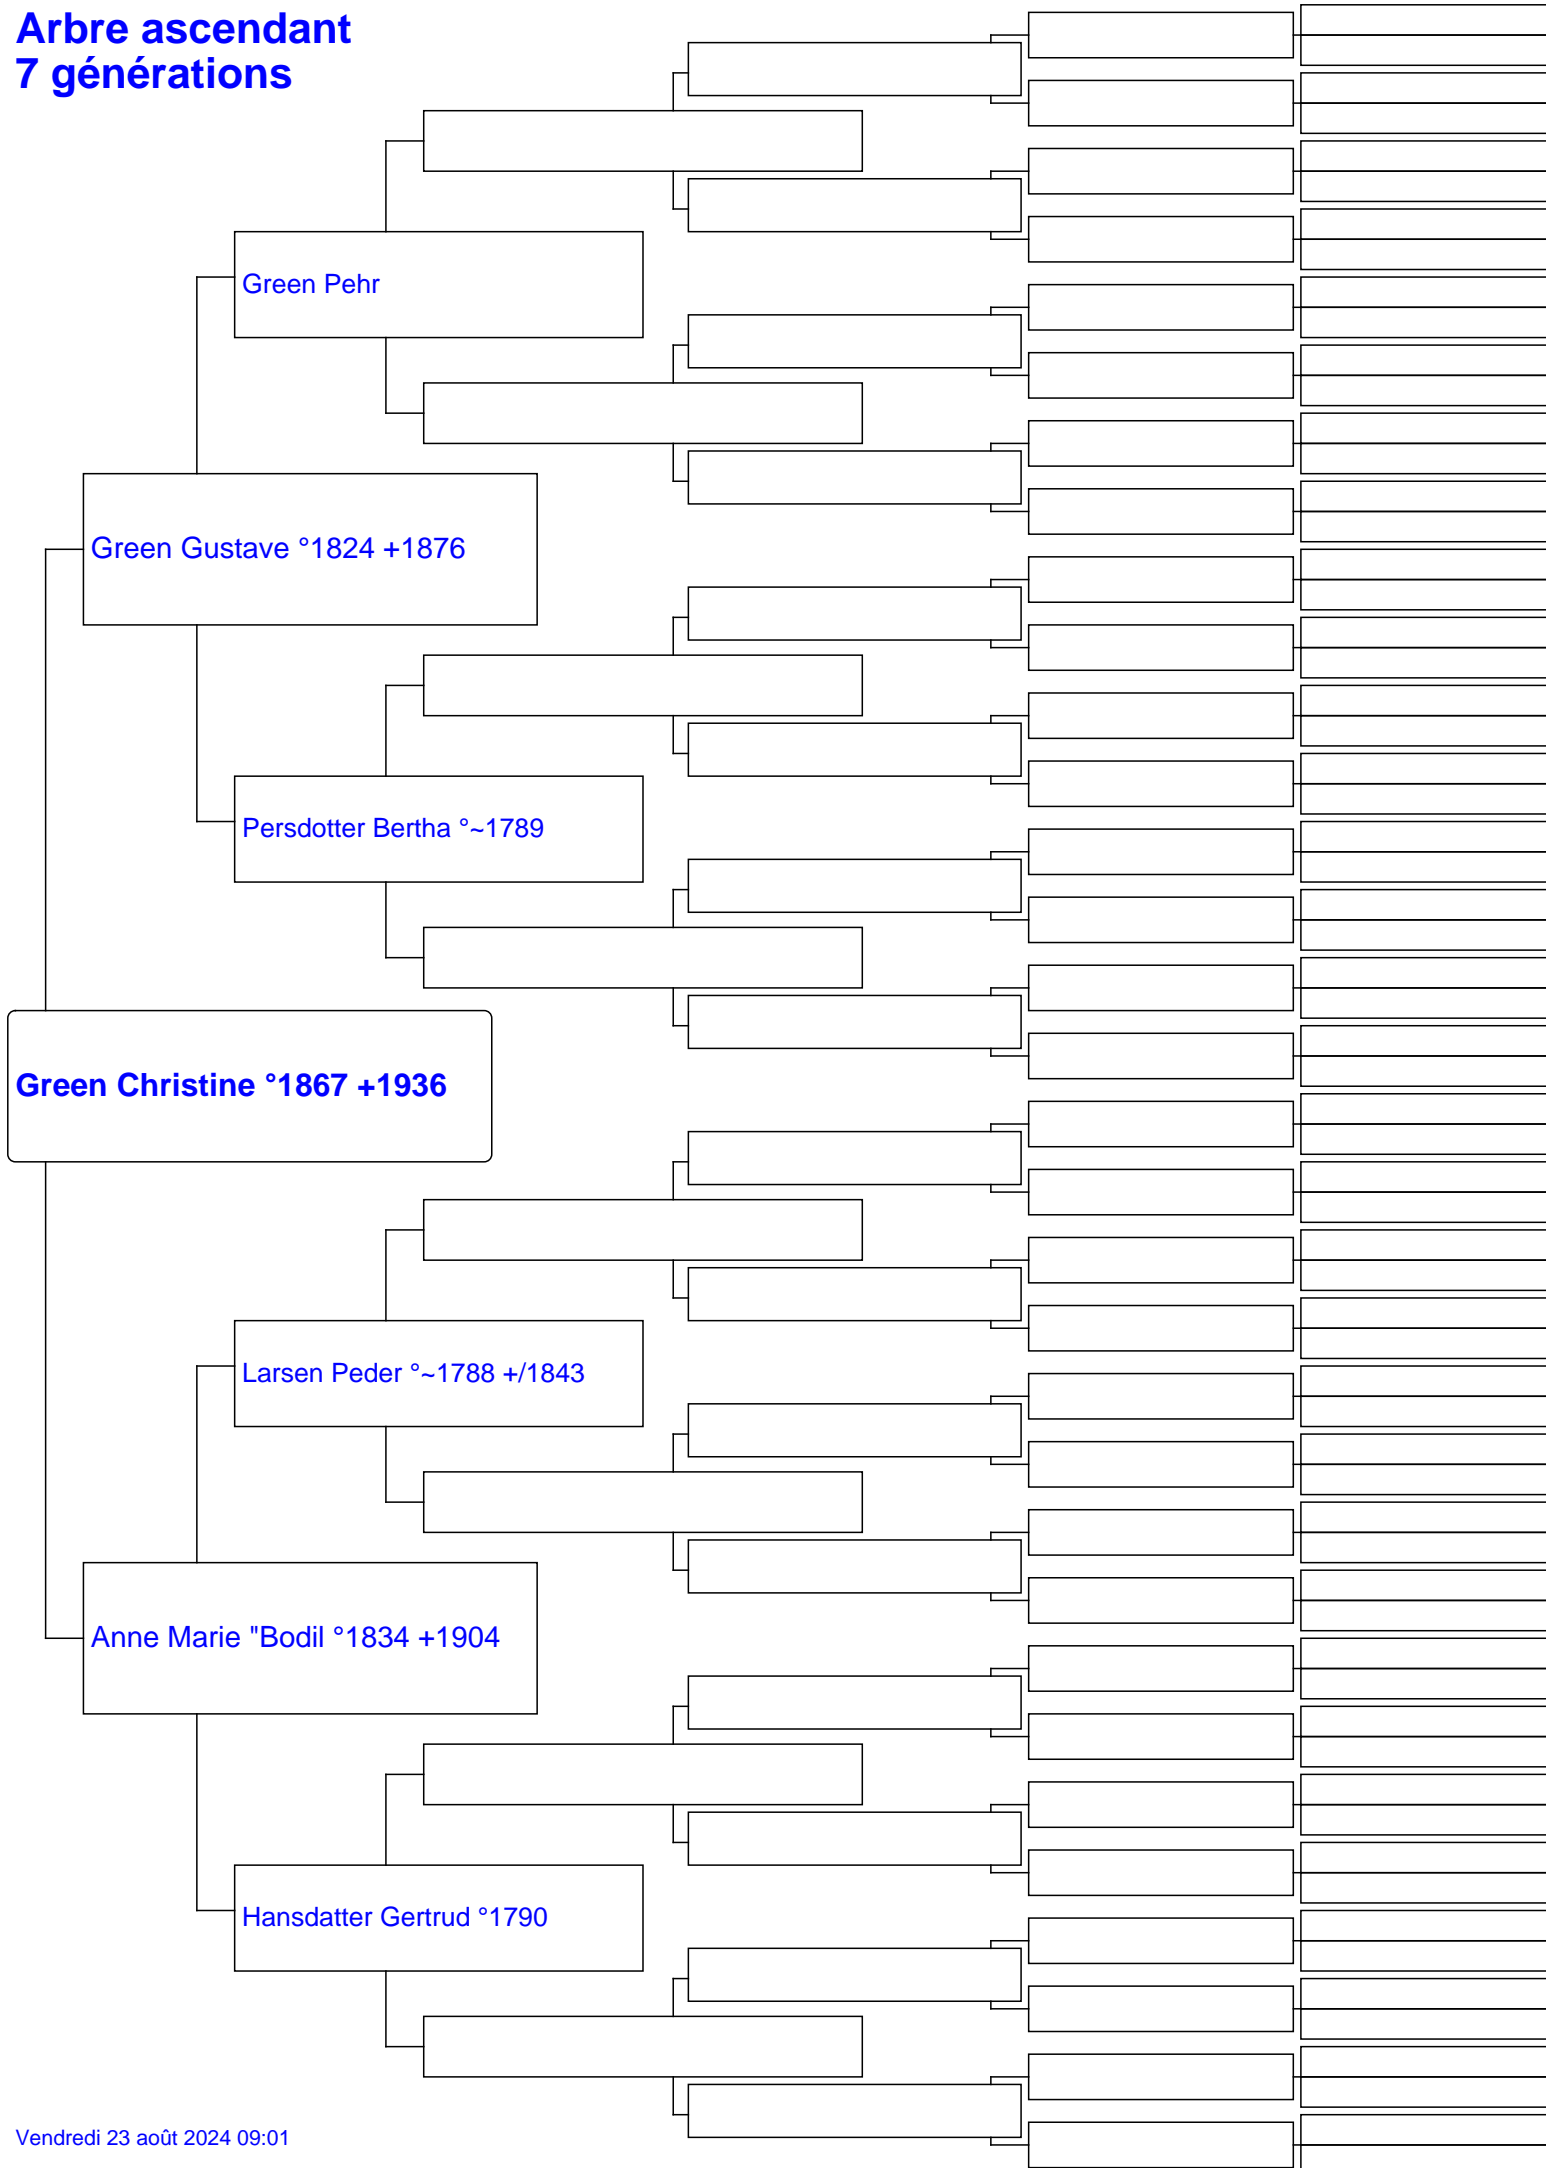 Arbre ascendant
7 générations
Green Pehr
Green Gustave °1824 +1876
Persdotter Bertha °~1789
Green Christine °1867 +1936
Larsen Peder °~1788 +/1843
Anne Marie "Bodil °1834 +1904
Hansdatter Gertrud °1790
Vendredi 23 août 2024 09:01